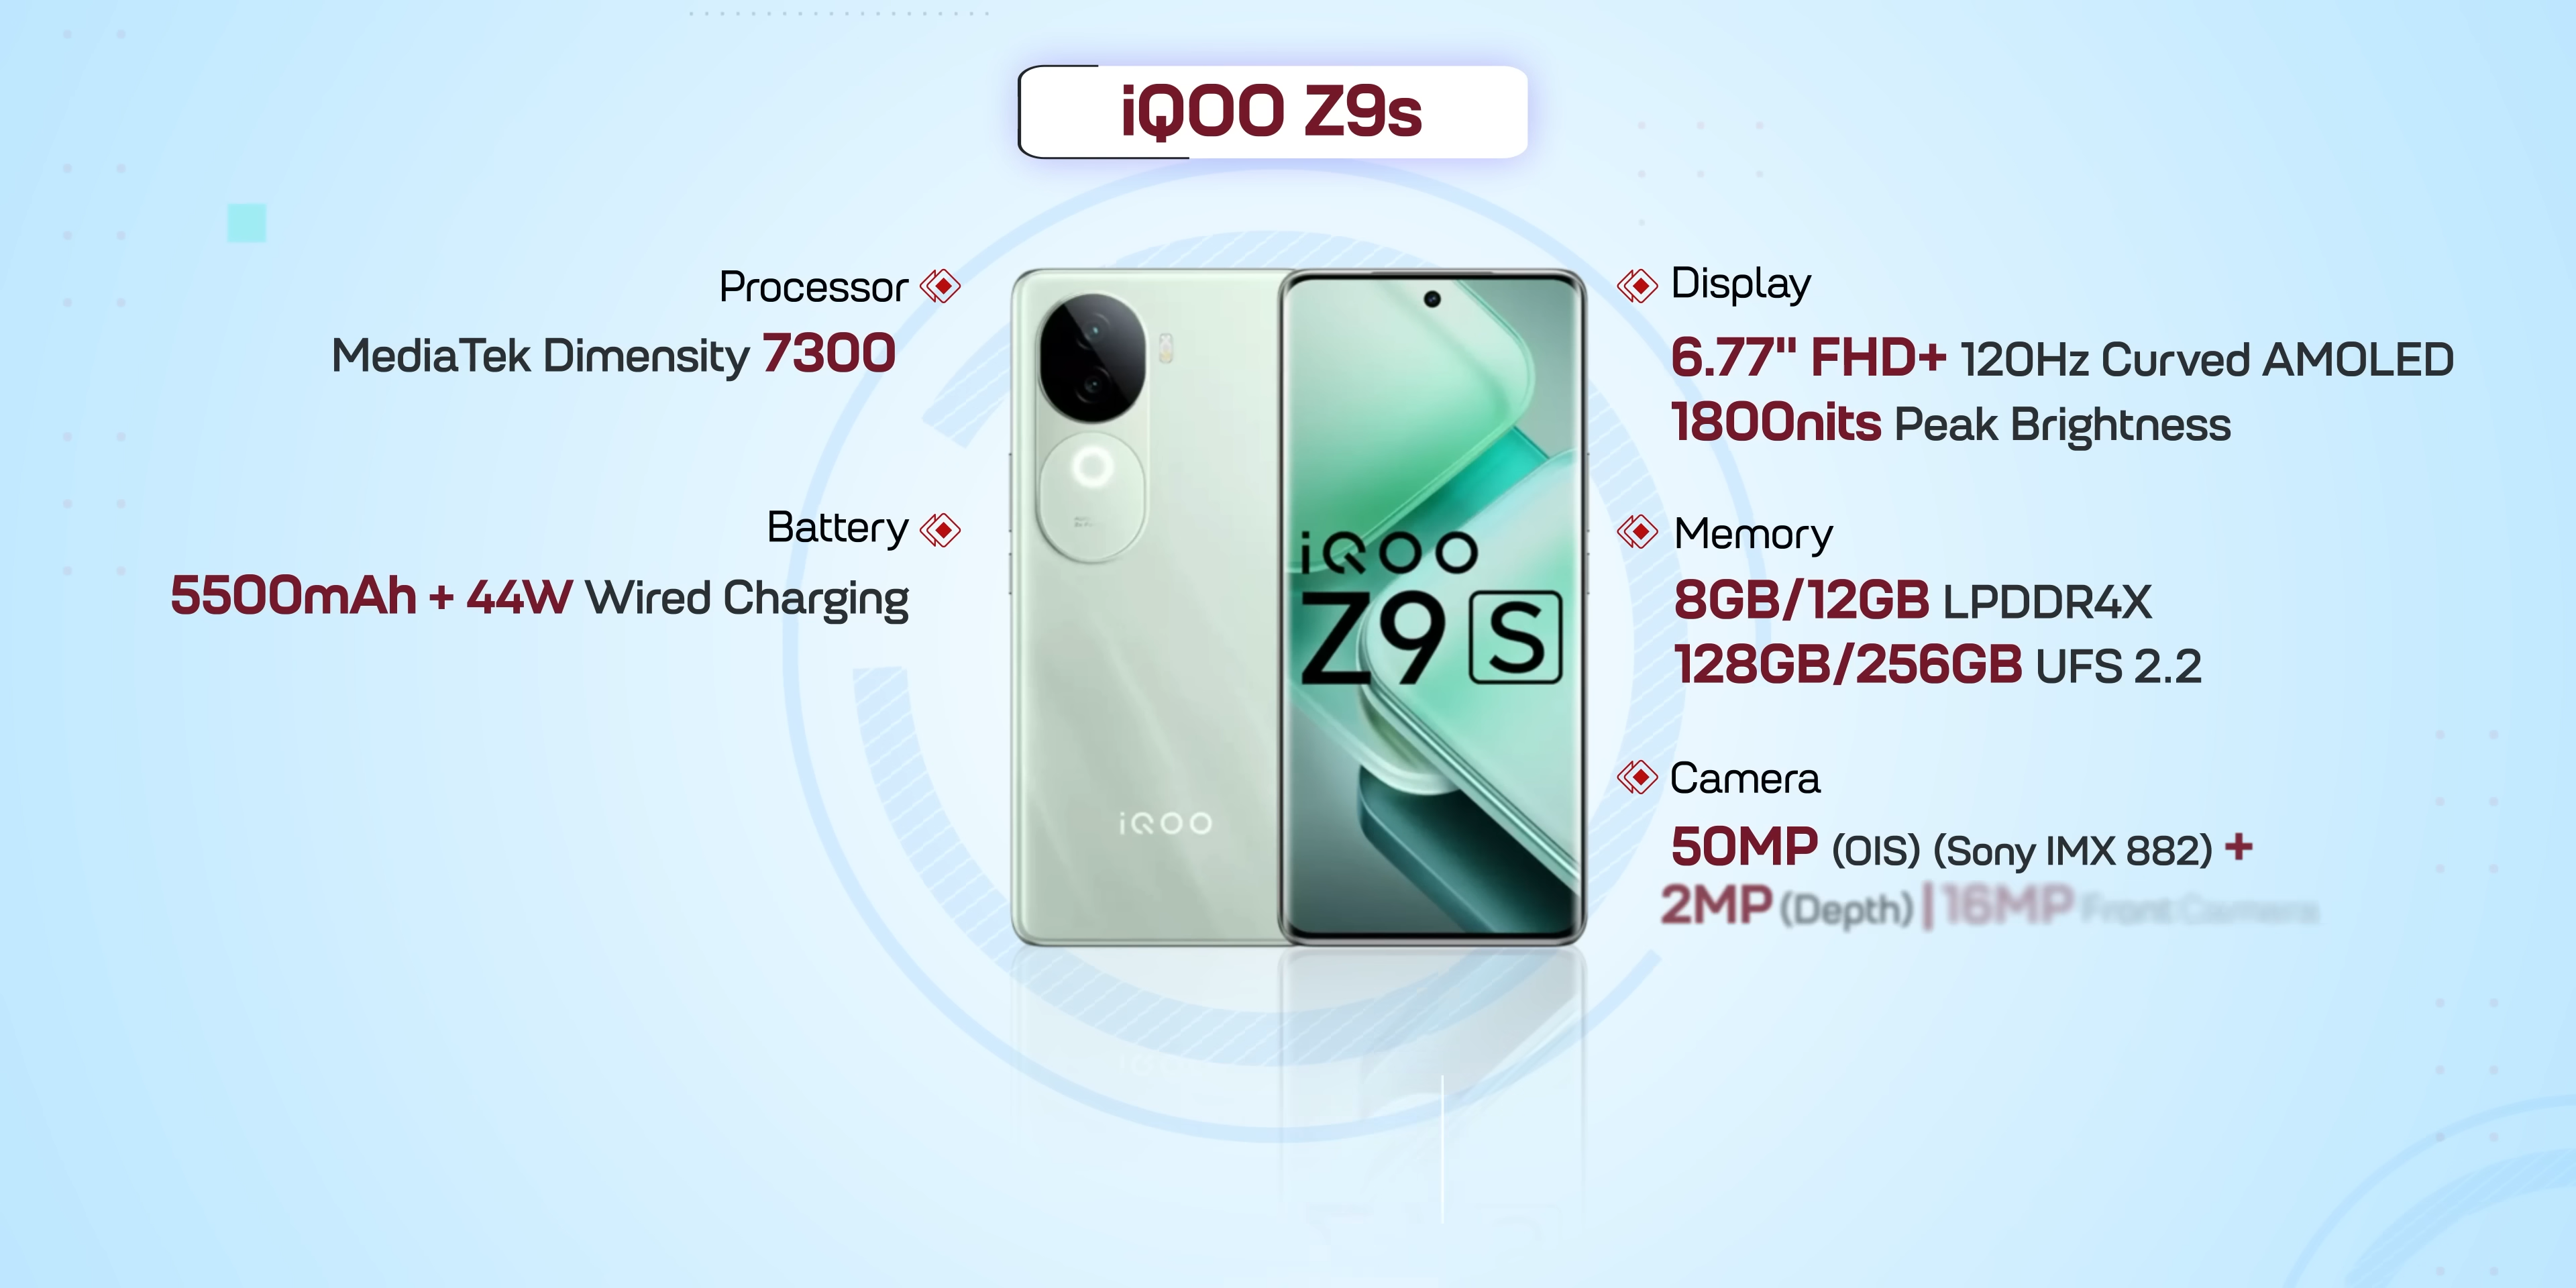 iQOO Z9s
Processor
MediaTek Dimensity 7300
Battery
5500mAh + 44W Wired Charging
iQOO
iQOO
Z9 S
Display
6.77" FHD+ 120Hz Curved AMOLED
1800nits Peak Brightness
Memory
8GB/12GB LPDDR4X
128GB/256GB UFS 2.2
Camera
50MP (OIS) (Sony IMX 882) +
2MP (Depth) | 16MP Front Camera